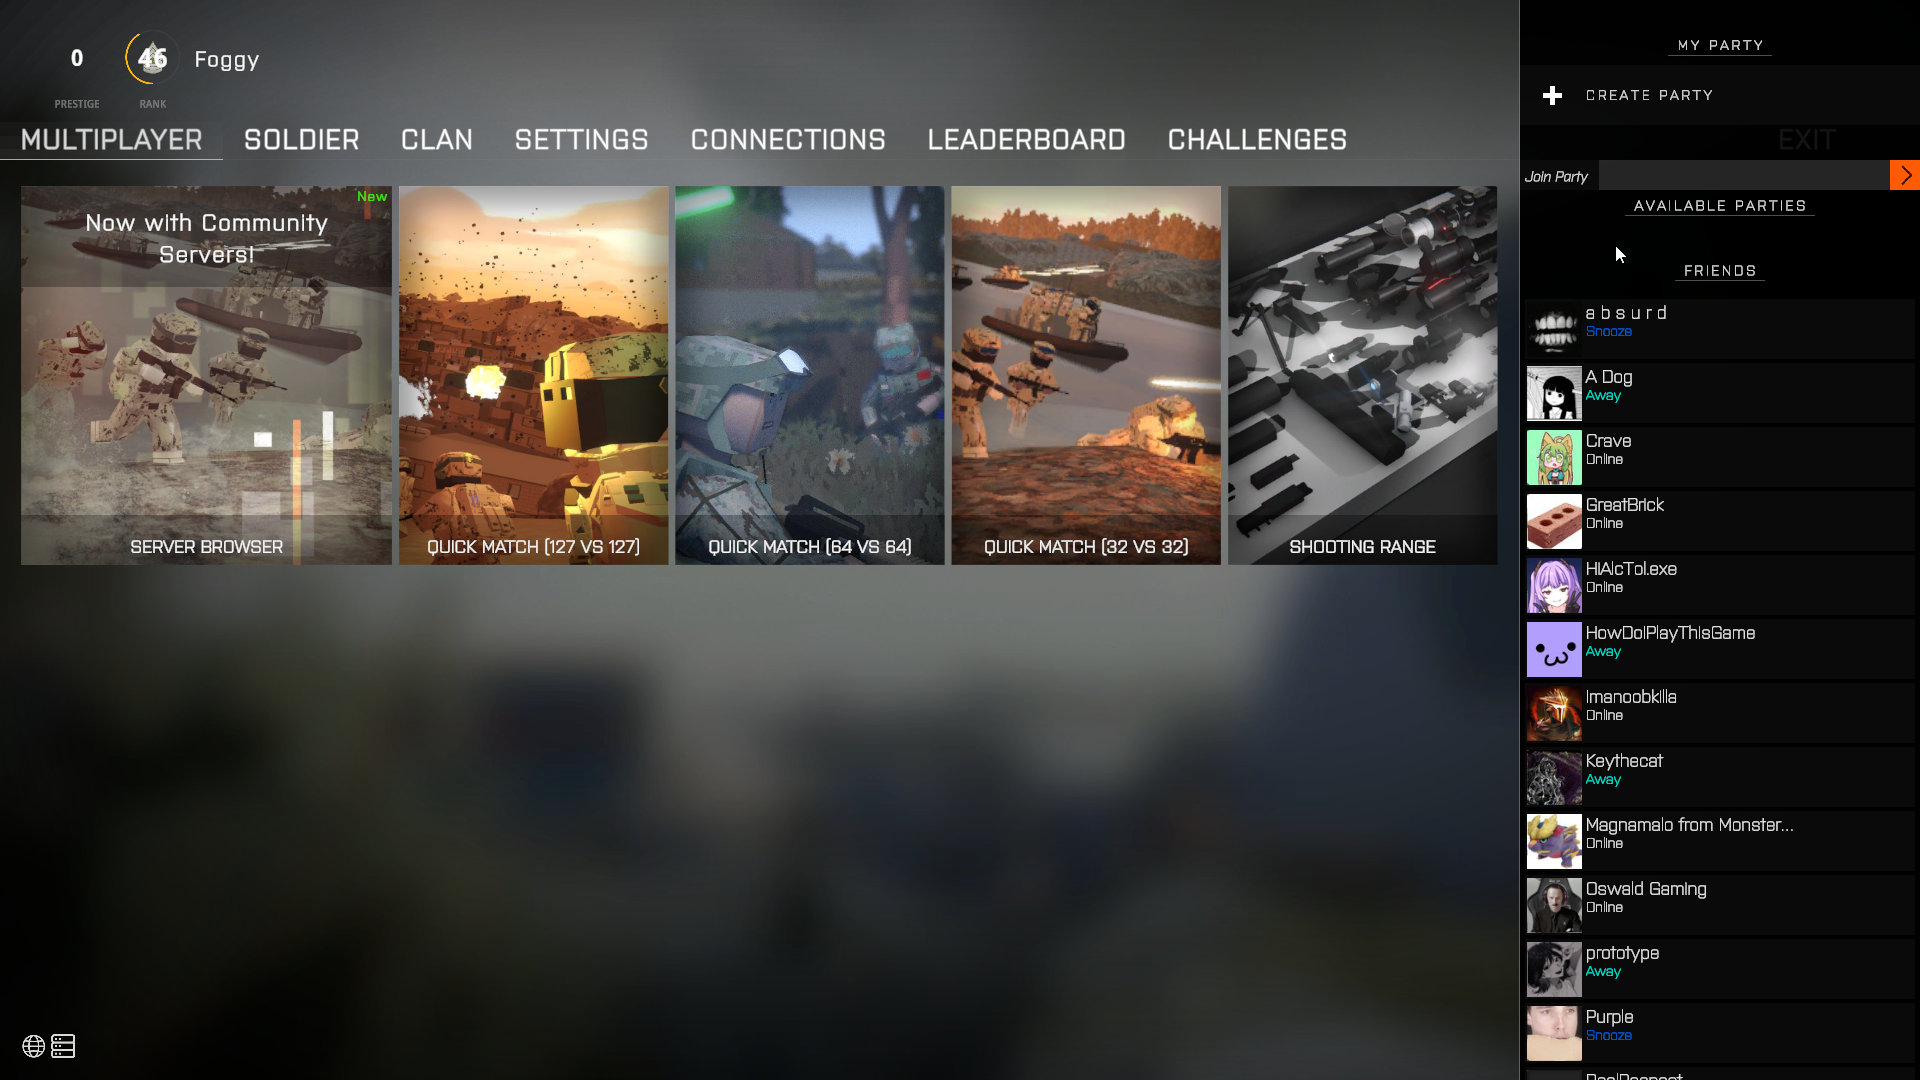 0
46
Foggy
PRESTIGE
RANK
MULTIPLAYER
SOLDIER
CLAN
SETTINGS
CONNECTIONS
LEADERBOARD
CHALLENGES
EXIT
New
Now with Community
Servers!
SERVER BROWSER
QUICK MATCH (127 VS 127)
QUICK MATCH (64 VS 64)
QUICK MATCH (32 VS 32)
SHOOTING RANGE
MY PARTY
CREATE PARTY
Join Party
AVAILABLE PARTIES
FRIENDS
a b s u r d
Snooze
A Dog
Away
Crave
Online
GreatBrick
Online
HIAlcTol.exe
Online
HowDoIPlayThisGame
Away
Imanoobkilla
Online
Keythecat
Away
Magnamalo from Monster...
Online
Oswald Gaming
Online
prototype
Away
Purple
Snooze